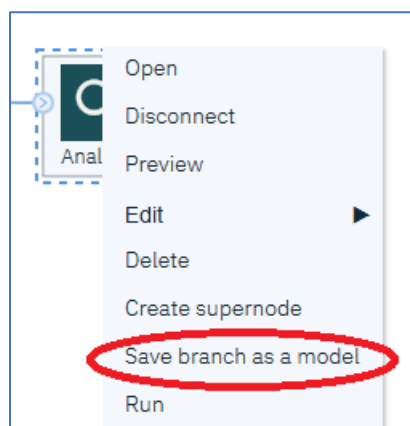 Open
Disconnect
Anal
Preview
Edit
Delete
Create supernode
Save branch as a model
Run